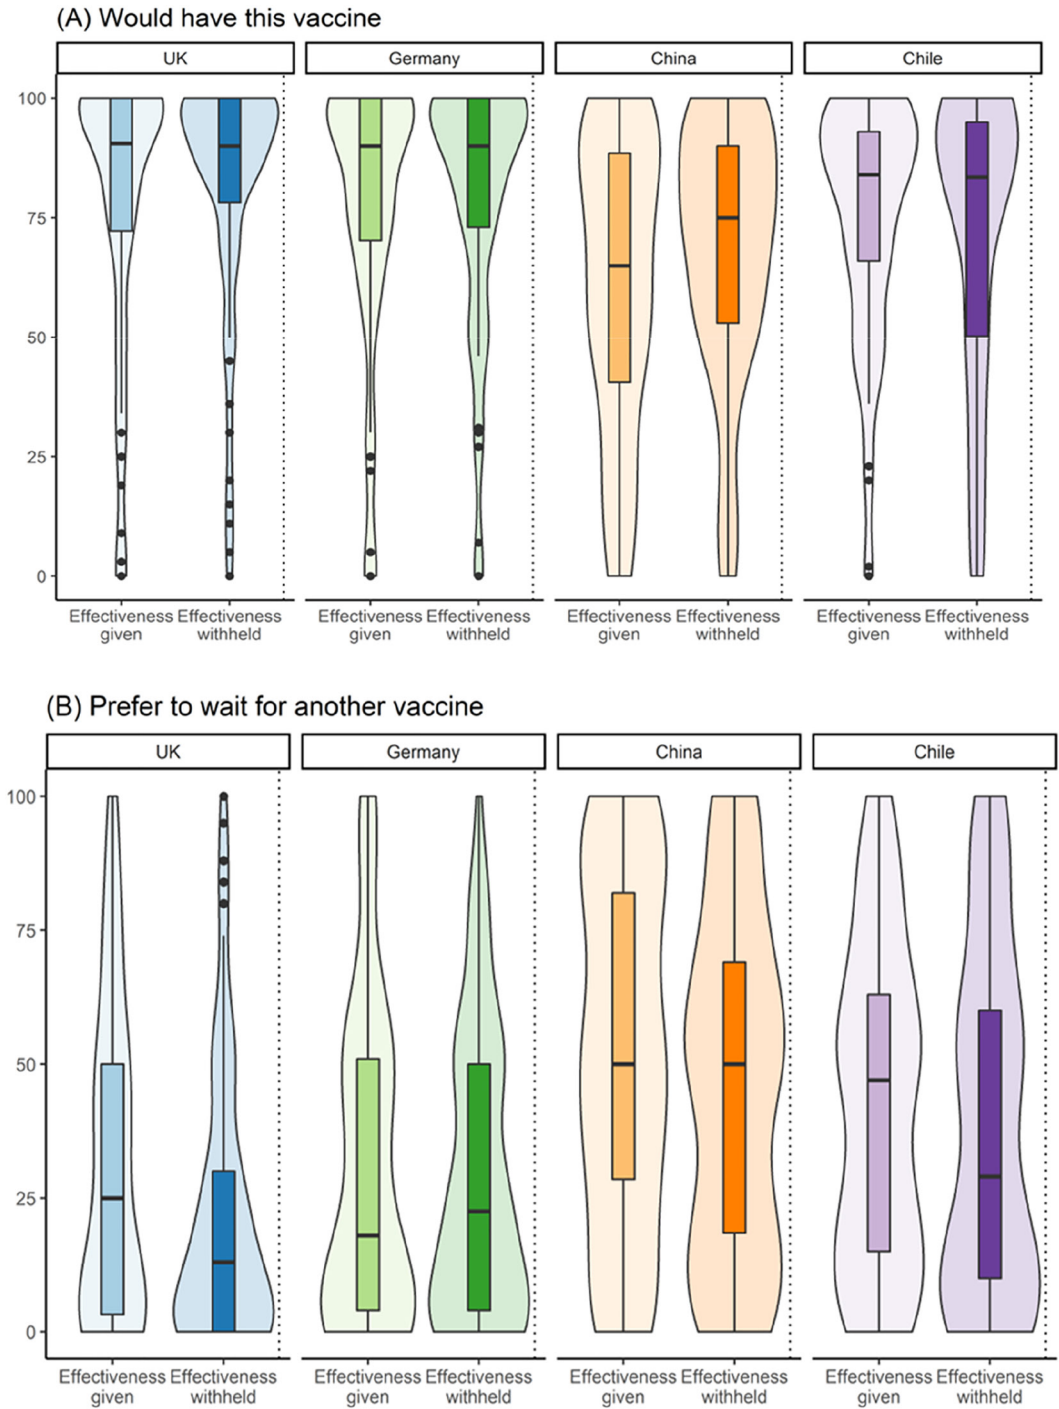 (A) Would have this vaccine
UK Germany China Chile
100
75
50
25
0
Effectiveness Effectiveness Effectiveness Effectiveness Effectiveness Effectiveness Effectiveness Effectiveness
given withheld given withheld given withheld given withheld
(B) Prefer to wait for another vaccine
UK Germany China Chile
100
75
50
25
0
Effectiveness Effectiveness Effectiveness Effectiveness Effectiveness Effectiveness Effectiveness Effectiveness
given withheld given withheld given withheld given withheld